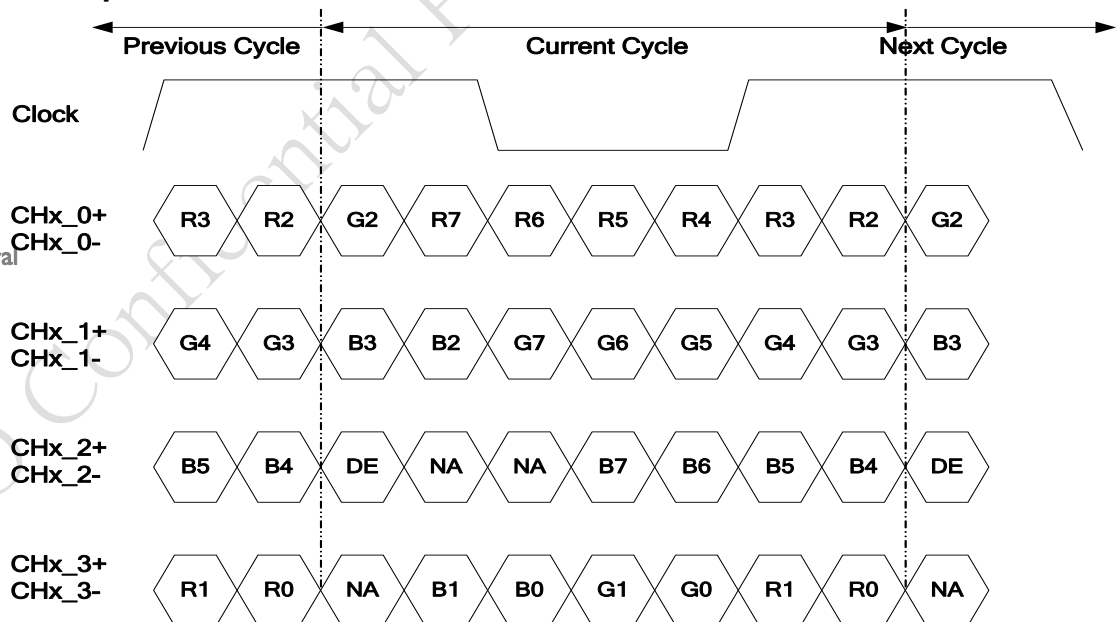 Previous Cycle Current Cycle Next Cycle
Clock
CHx_0+ R3 R2 G2 R7 R6 R5 R4 R3 R2 G2
CHx_0-
CHx_1+ G4 G3 B3 B2 G7 G6 G5 G4 G3 B3
CHx_1-
CHx_2+ B5 B4 DE NA NA B7 B6 B5 B4 DE
CHx_2-
CHx_3+ R1 R0 NA B1 B0 G1 G0 R1 R0 NA
CHx_3-
Confidential